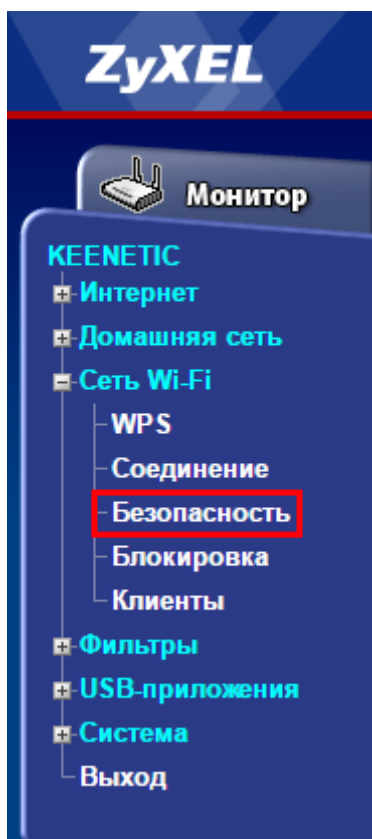 ZyXEL
Монитор
KEENETIC
Интернет
Домашняя сеть
Сеть Wi-Fi
WPS
Соединение
Безопасность
Блокировка
Клиенты
Фильтры
USB-приложения
Система
Выход